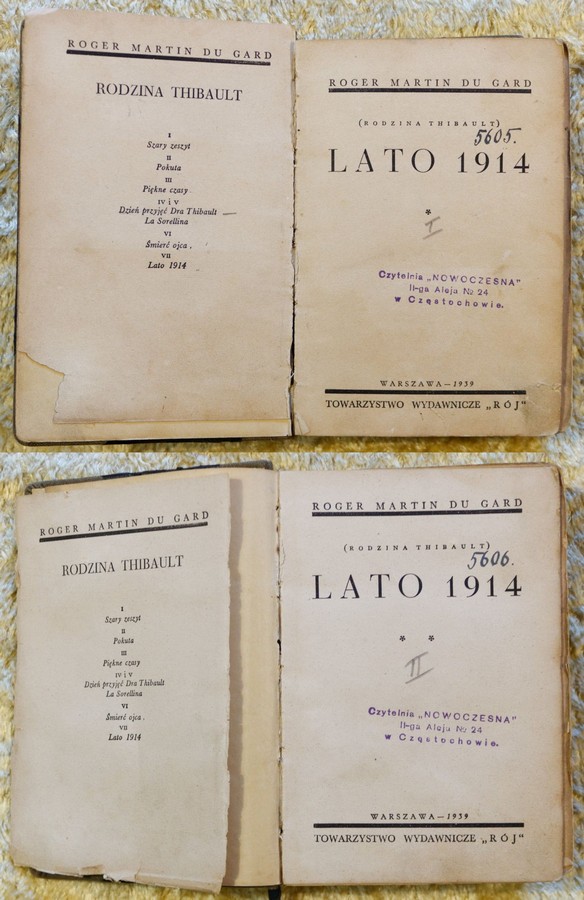 ROGER MARTIN DU GARD
RODZINA THIBAULT
I
Szary zeszyt
II
Pokuta
III
Piękne czasy
IV i V
Dzień przyjęć Dra Thibault
La Sorellina
VI
Śmierć ojca
VII
Lato 1914
ROGER MARTIN DU GARD
(RODZINA THIBAULT)
5605.
LATO 1914
*
I
Czytelnia „NOWOCZESNA"
II-ga Aleja № 24
w Częstochowie.
WARSZAWA—1939
TOWARZYSTWO WYDAWNICZE „RÓJ"
ROGER MARTIN DU GARD
RODZINA THIBAULT
I
Szary zeszyt
II
Pokuta
III
Piękne czasy
IV i V
Dzień przyjęć Dra Thibault
La Sorellina
VI
Śmierć ojca
VII
Lato 1914
ROGER MARTIN DU GARD
(RODZINA THIBAULT)
5606.
LATO 1914
* *
II
Czytelnia „NOWOCZESNA"
II-ga Aleja № 24
w Częstochowie.
WARSZAWA—1939
TOWARZYSTWO WYDAWNICZE „RÓJ"